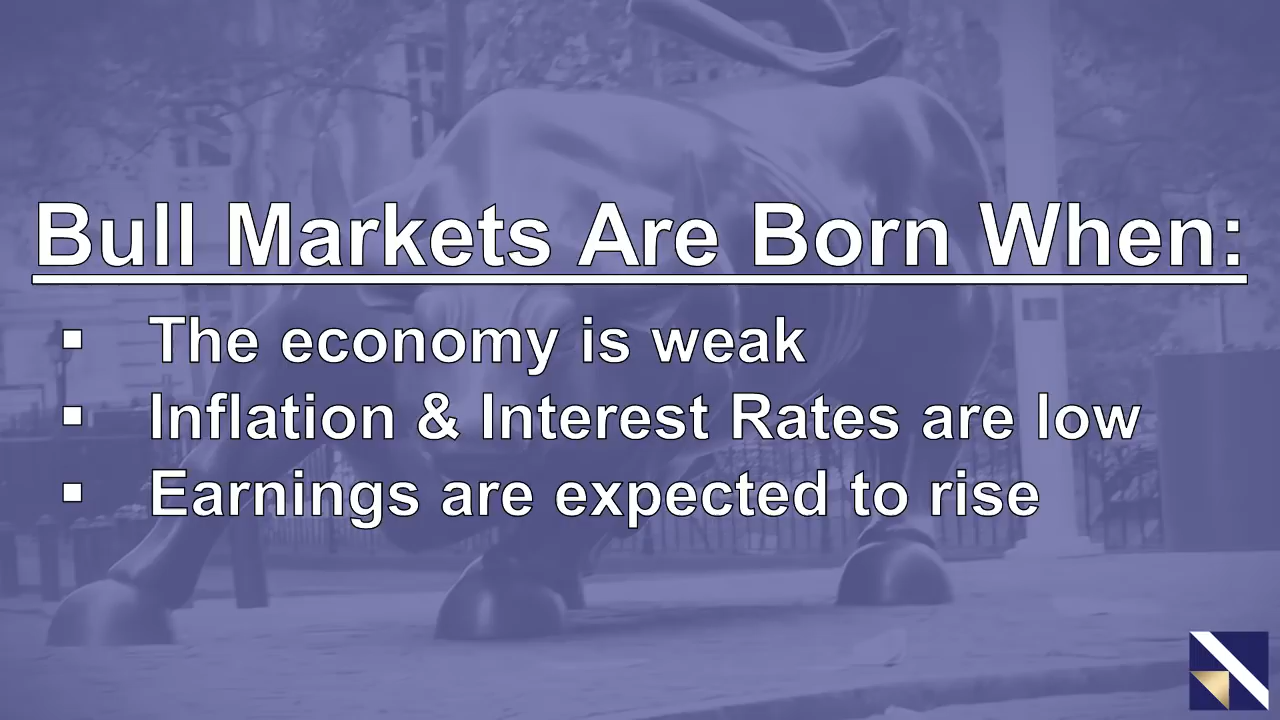 Bull Markets Are Born When:
▪ The economy is weak
▪ Inflation & Interest Rates are low
▪ Earnings are expected to rise